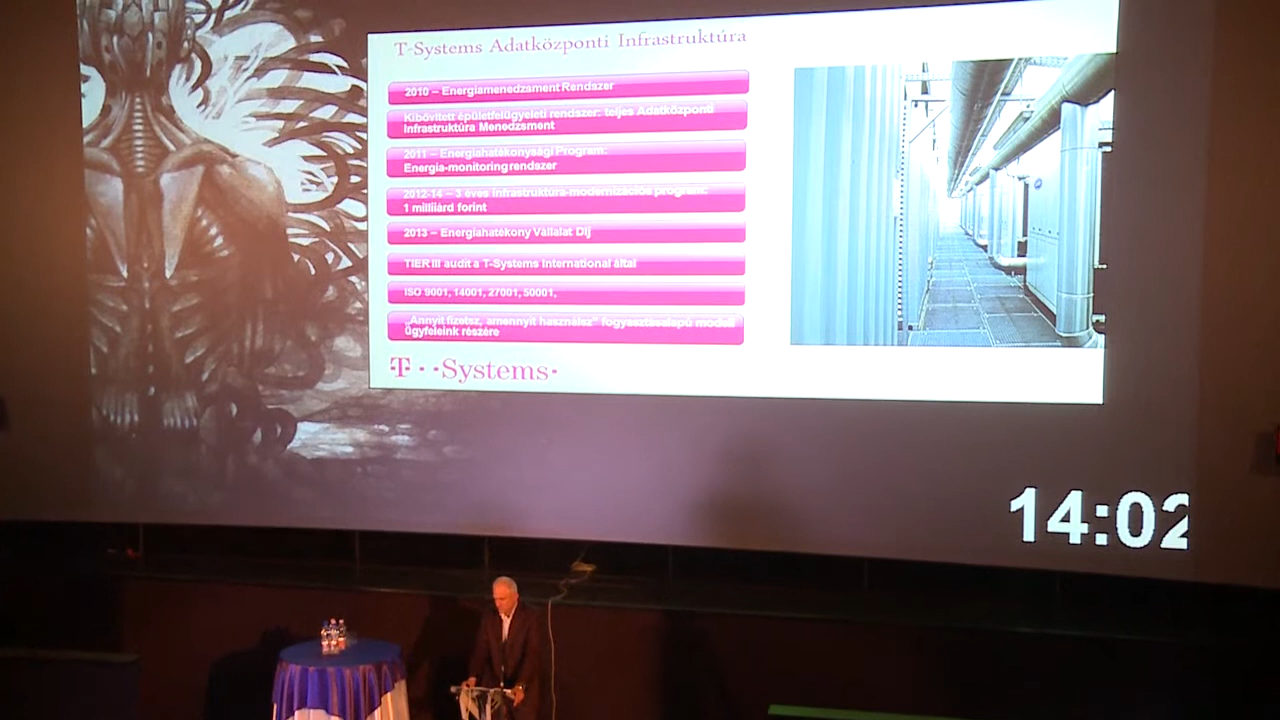 T-Systems Adatközponti Infrastruktúra
2010 – Energiamenedzsment Rendszer
Kibővített épületfelügyeleti rendszer: teljes Adatközponti
Infrastruktúra Menedzsment
2011 – Energiahatékonysági Program:
Energia-monitoring rendszer
2012-14 – 3 éves infrastruktúra-modernizációs program:
1 milliárd forint
2013 – Energiahatékony Vállalat Díj
TIER III audit a T-Systems International által
ISO 9001, 14001, 27001, 50001,
„Annyit fizetsz, amennyit használsz" fogyasztásalapú modell
ügyfeleink részére
T··Systems·
14:02